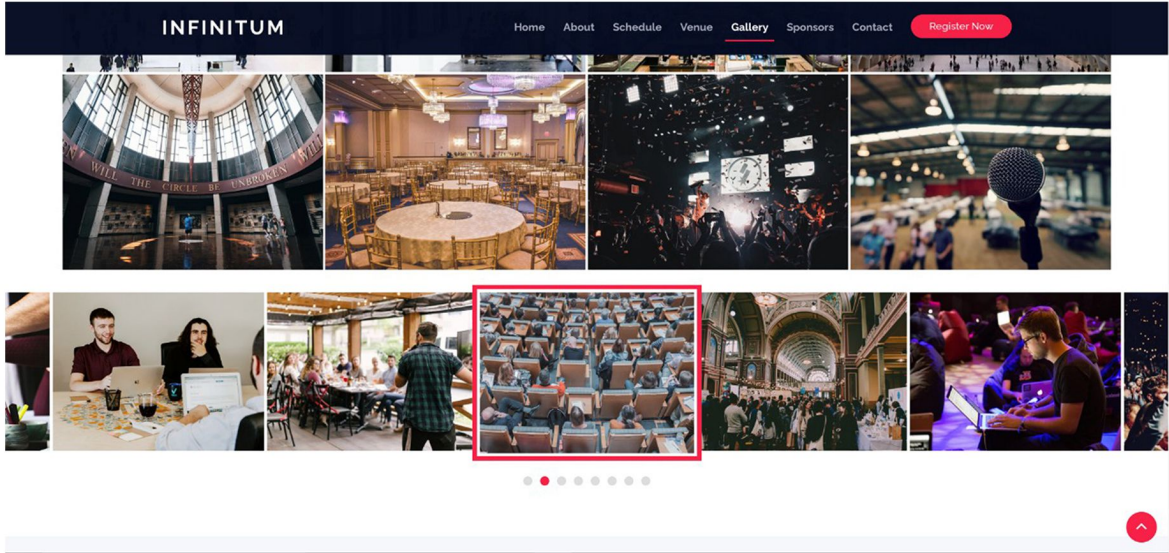 INFINITUM
Home About Schedule Venue Gallery Sponsors Contact Register Now
WILL THE CIRCLE BE UNBROKEN